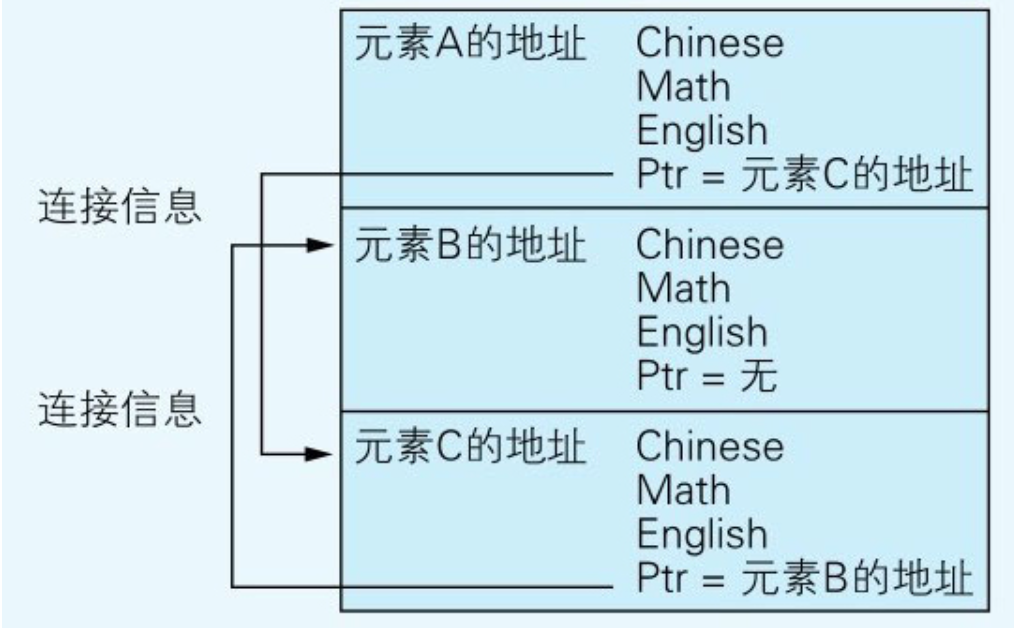 元素A的地址 Chinese
Math
English
Ptr = 元素C的地址
连接信息
元素B的地址 Chinese
Math
English
Ptr = 无
连接信息
元素C的地址 Chinese
Math
English
Ptr = 元素B的地址